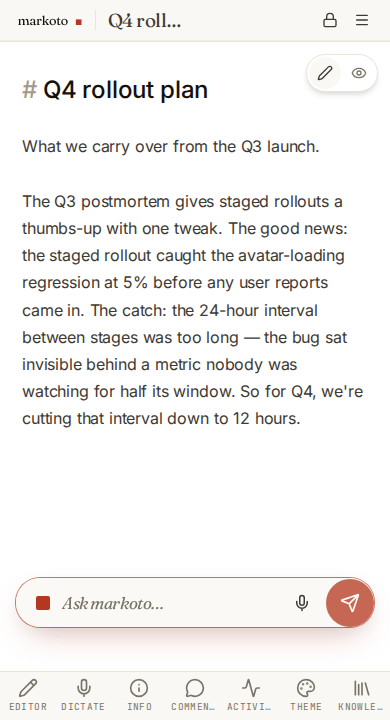 markoto
Q4 roll...
# Q4 rollout plan
What we carry over from the Q3 launch.
The Q3 postmortem gives staged rollouts a
thumbs-up with one tweak. The good news:
the staged rollout caught the avatar-loading
regression at 5% before any user reports
came in. The catch: the 24-hour interval
between stages was too long — the bug sat
invisible behind a metric nobody was
watching for half its window. So for Q4, we're
cutting that interval down to 12 hours.
Ask markoto...
EDITOR DICTATE INFO COMMEN… ACTIVI… THEME KNOWLE…